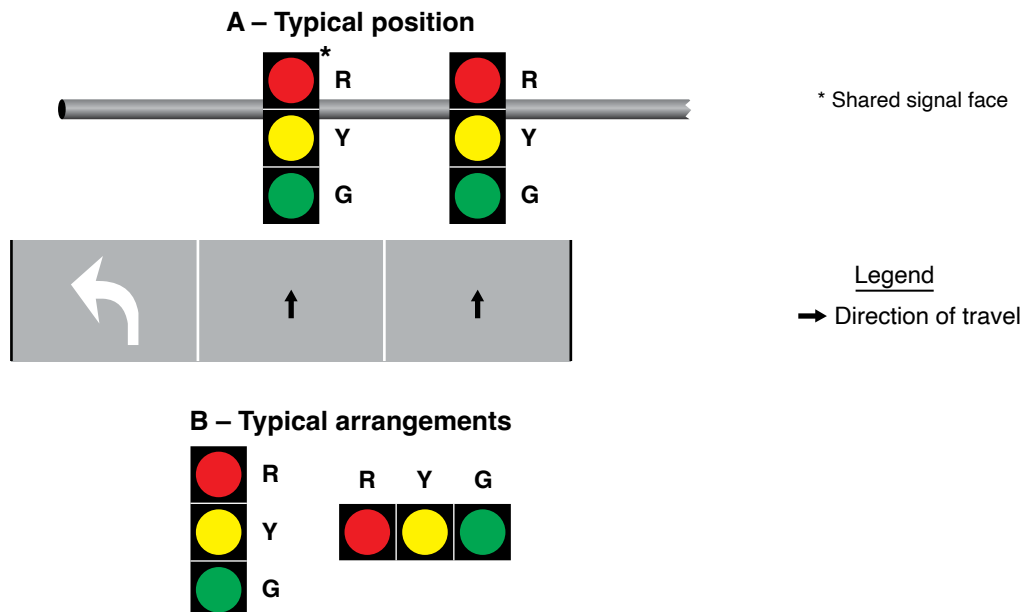 A – Typical position
*
R R
* Shared signal face
Y Y
G G
Legend
Direction of travel
B – Typical arrangements
R
Y
G
R Y G